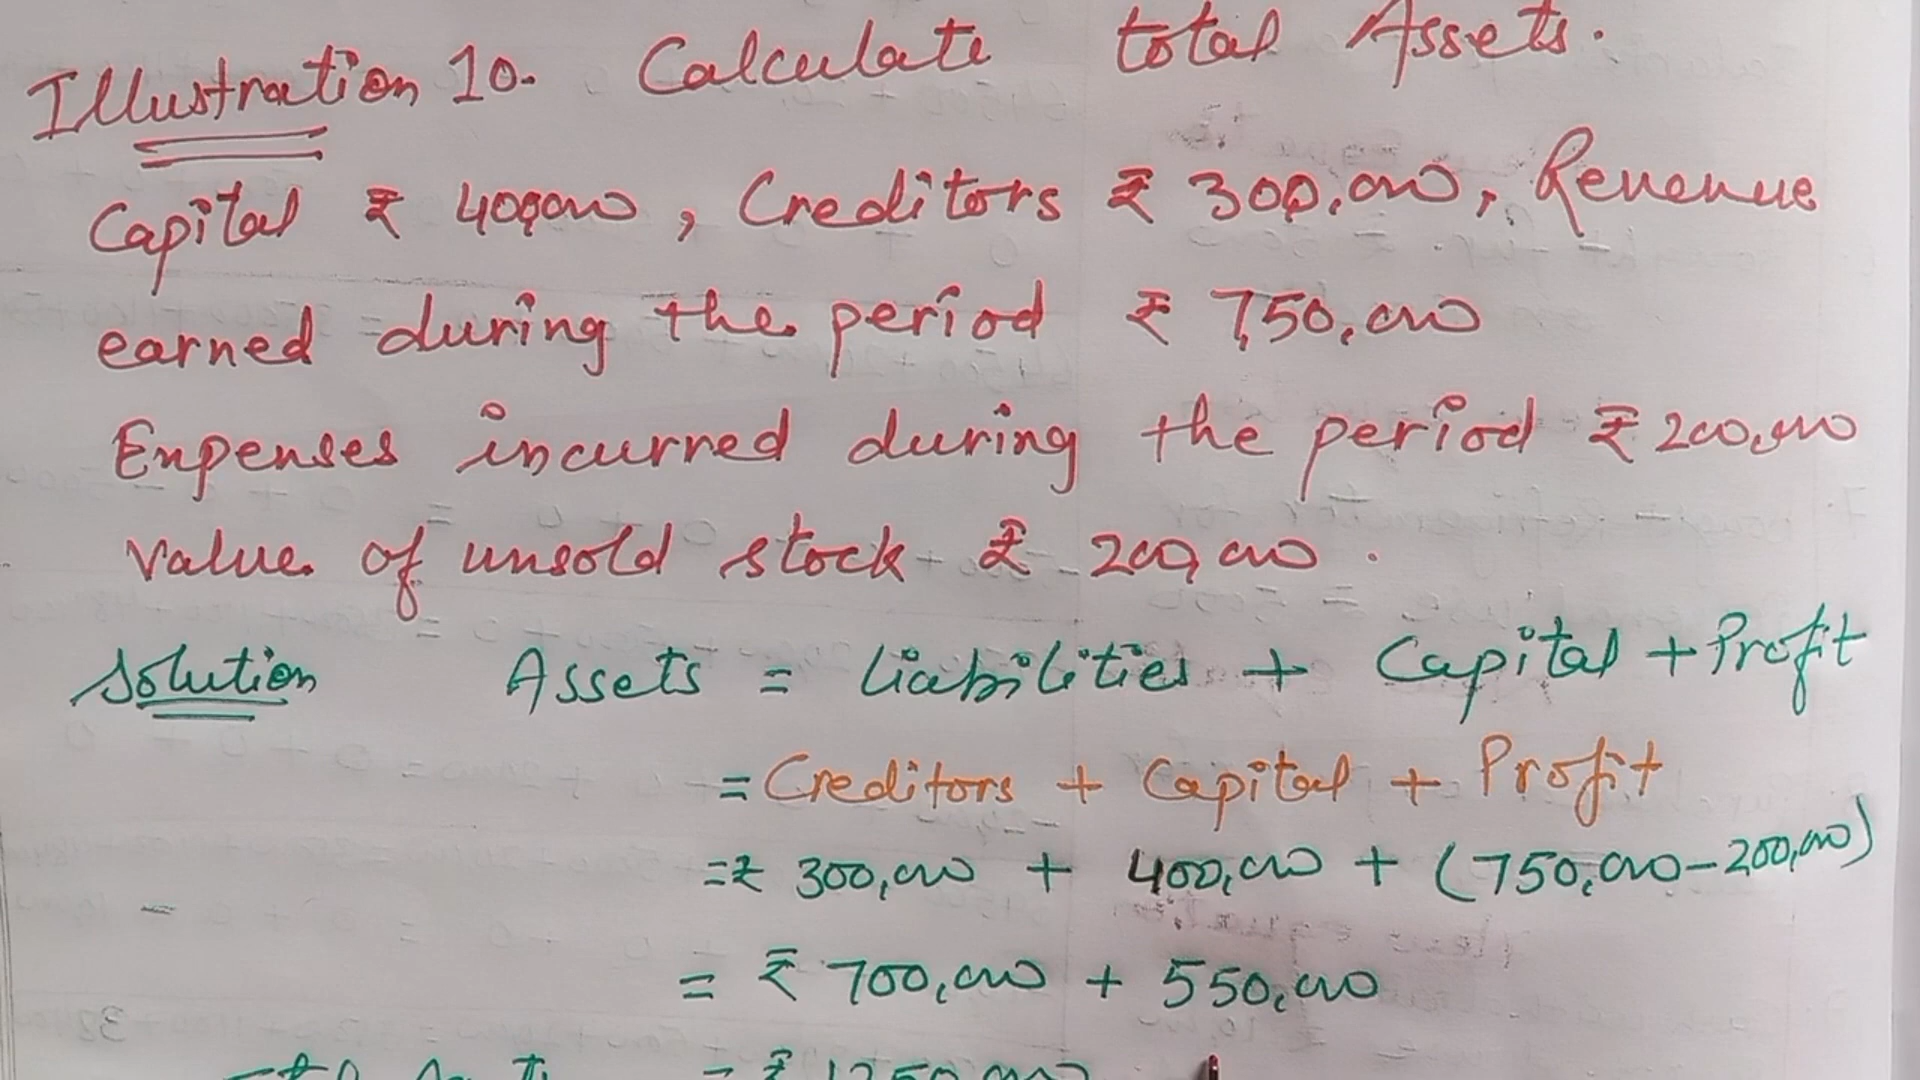 Illustration 10. Calculate total Assets.
Capital ₹ 400,000, Creditors ₹ 300,000, Revenue
earned during the period ₹ 750,000
Expenses incurred during the period ₹ 200,000
value of unsold stock ₹ 200,000.
Solution Assets = Liabilities + Capital + Profit
= Creditors + Capital + Profit
=₹ 300,000 + 400,000 + (750,000-200,000)
= ₹ 700,000 + 550,000
= ₹ 1250,000